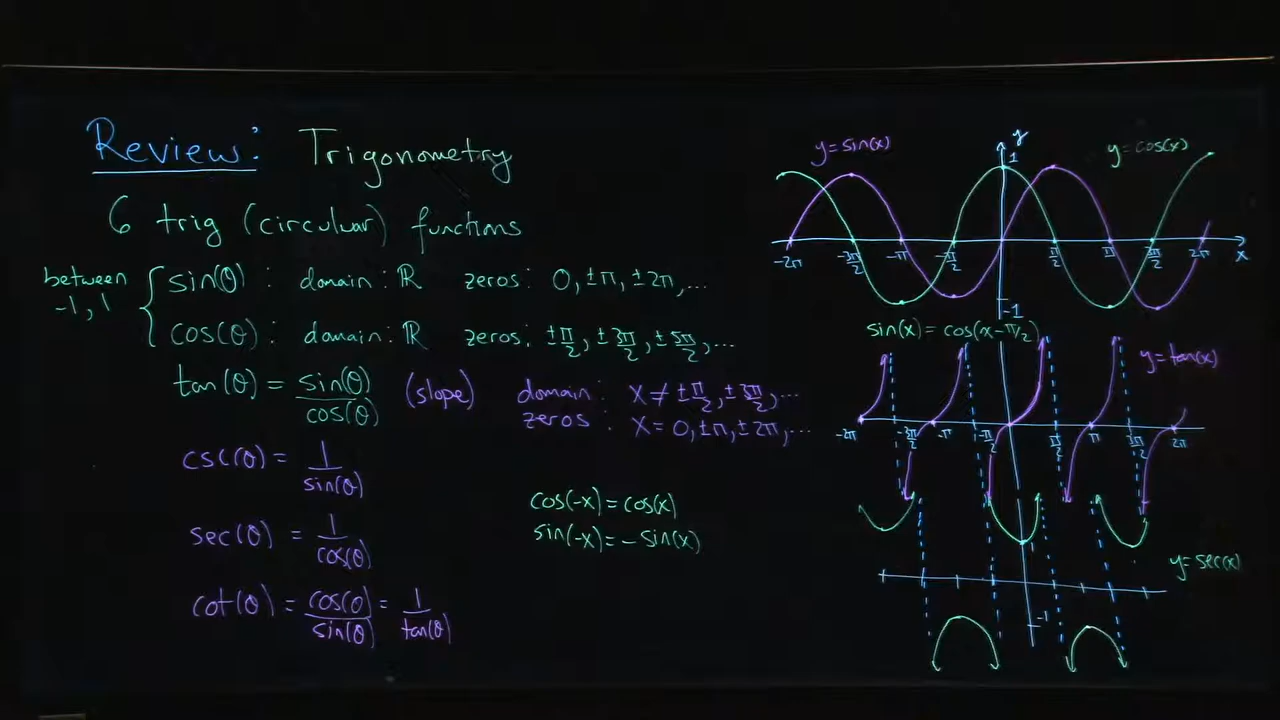 Review: Trigonometry
6 trig (circular) functions
between
-1, 1
sin(θ): domain: ℝ zeros: 0, ±π, ±2π, ...
cos(θ): domain: ℝ zeros: ±π/2, ±3π/2, ±5π/2, ...
tan(θ) = sin(θ)/cos(θ) (slope) domain: x ≠ ±π/2, ±3π/2, ...
zeros: x = 0, ±π, ±2π, ...
csc(θ) = 1/sin(θ)
sec(θ) = 1/cos(θ)
cot(θ) = cos(θ)/sin(θ) = 1/tan(θ)
cos(-x) = cos(x)
sin(-x) = -sin(x)
y=sin(x) y 1 y=cos(x)
-2π -3π/2 -π -π/2 π/2 π 3π/2 2π x
-1
sin(x) = cos(x-π/2)
y=tan(x)
-2π -3π/2 -π -π/2 π/2 π 3π/2 2π
y=sec(x)
-1